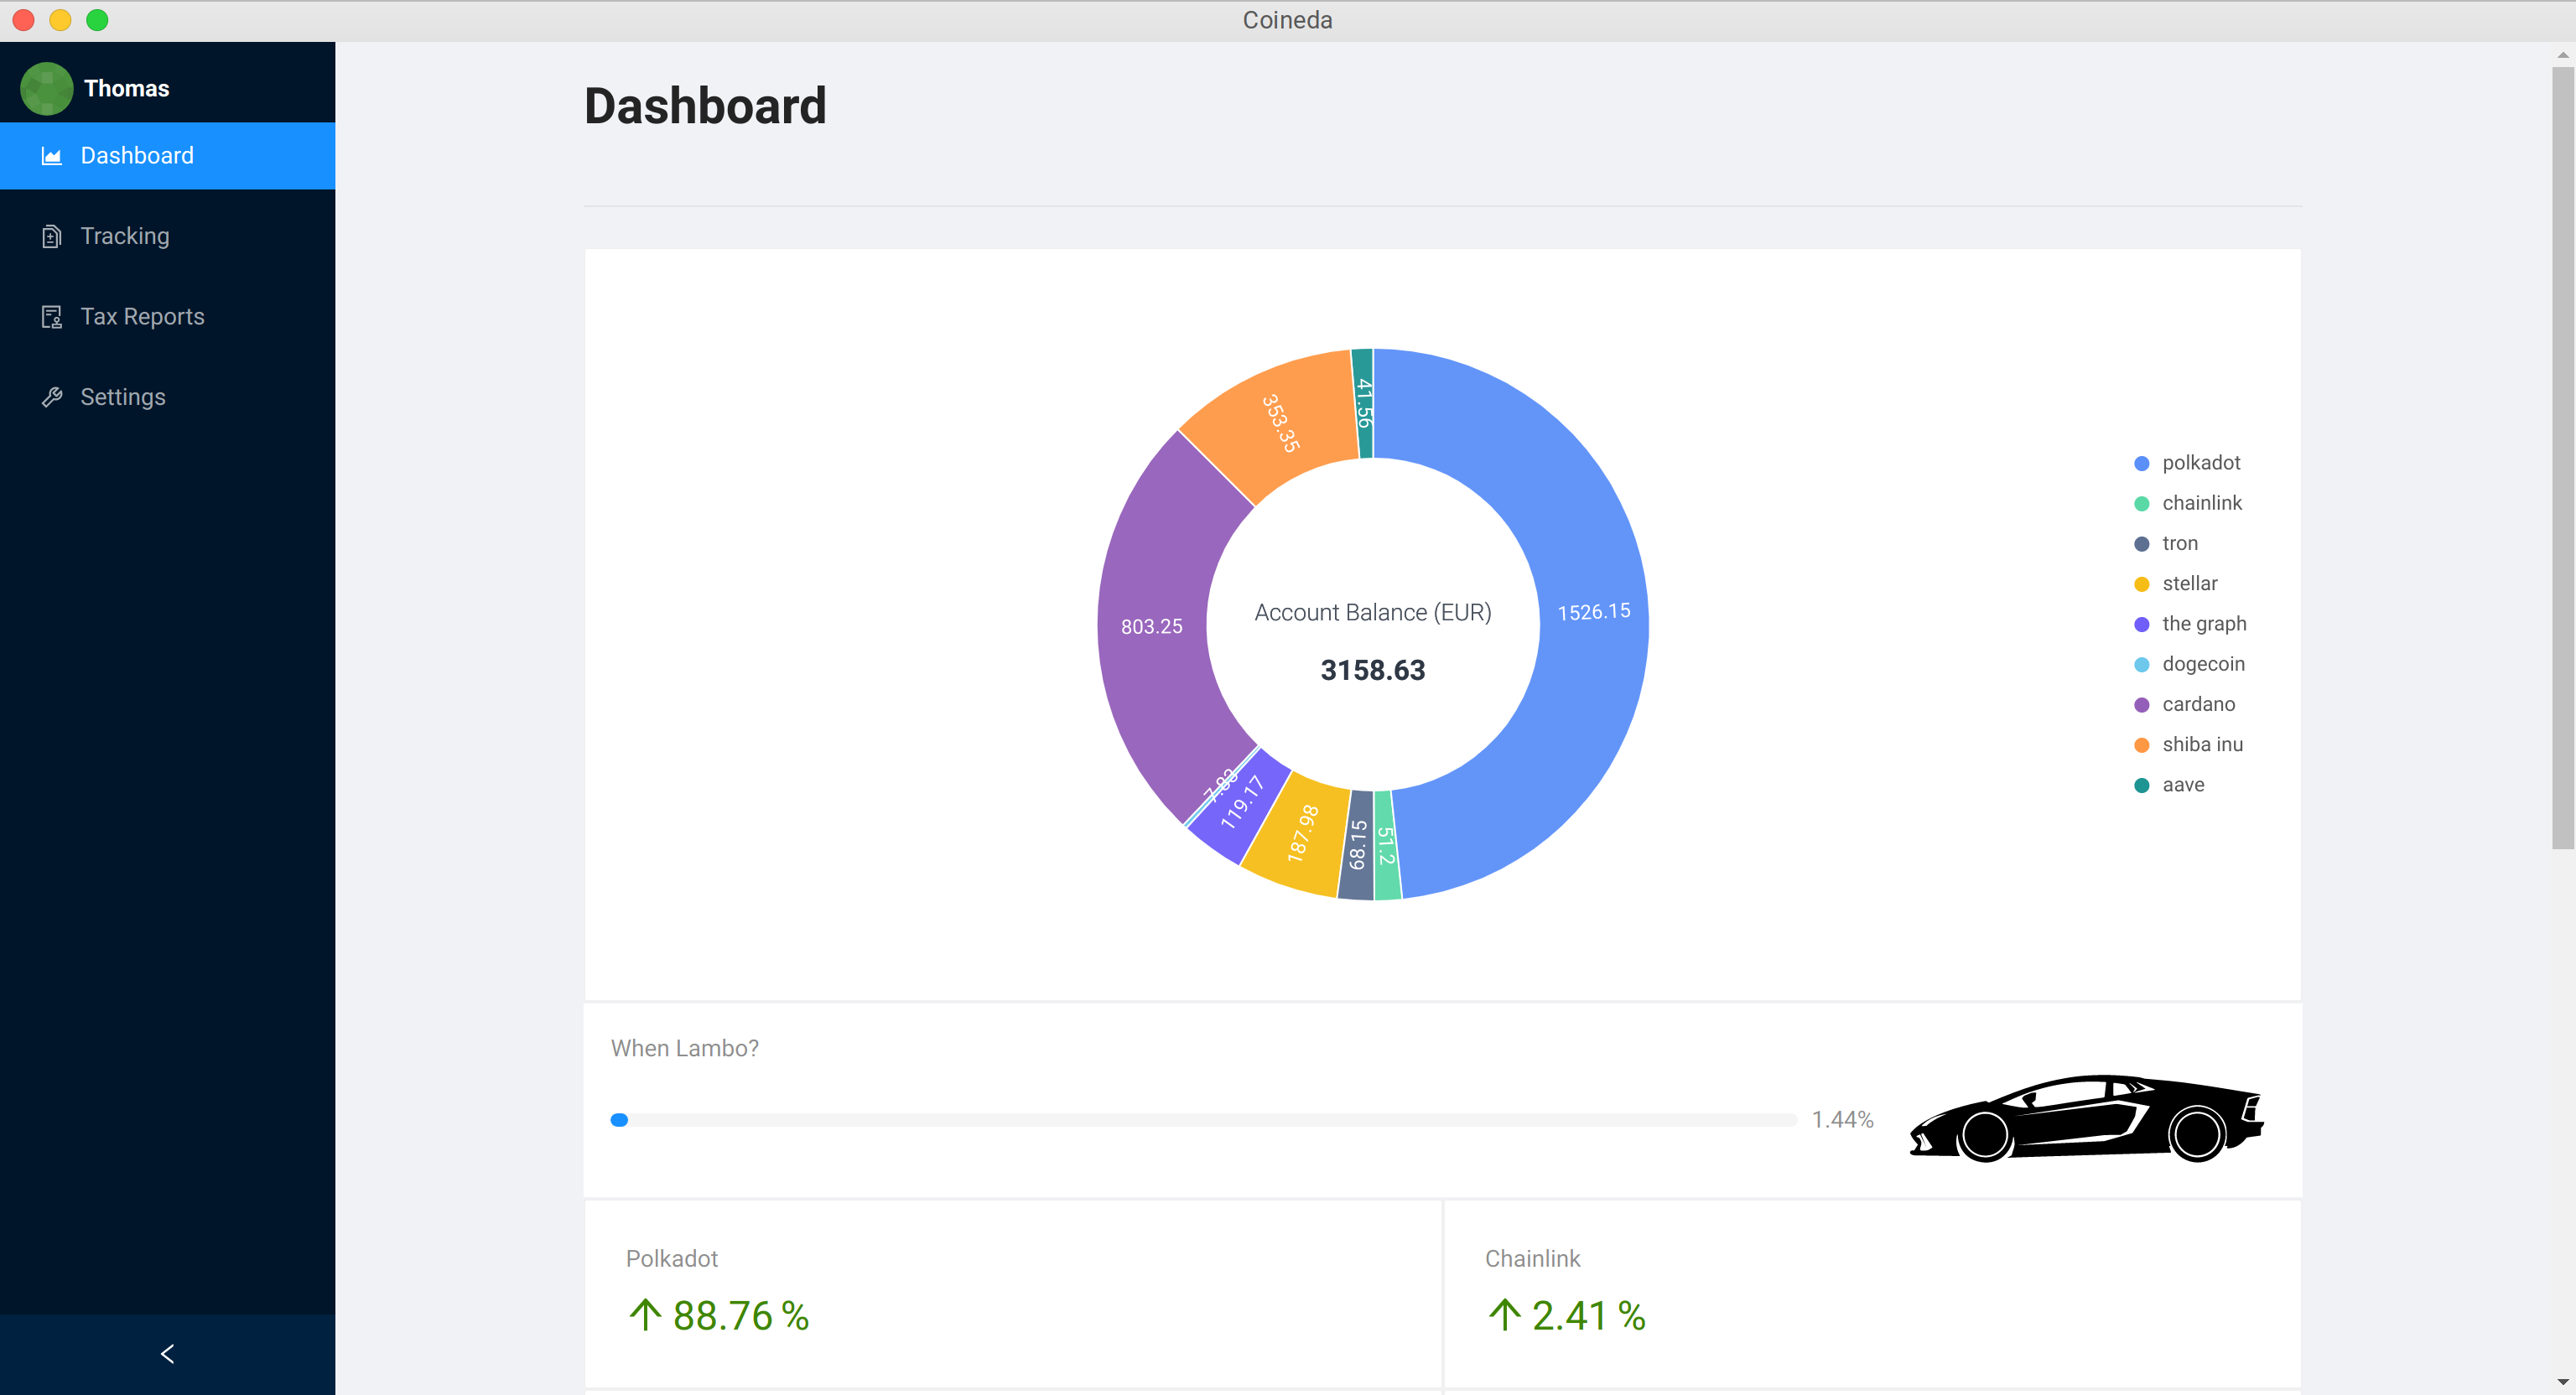 Coineda
Thomas
Dashboard
Tracking
Tax Reports
Settings
Dashboard
41.56
353.35
1526.15
803.25
Account Balance (EUR)
3158.63
7.83
119.17
187.98
68.15
51.2
polkadot
chainlink
tron
stellar
the graph
dogecoin
cardano
shiba inu
aave
When Lambo?
1.44%
Polkadot
88.76 %
Chainlink
2.41 %